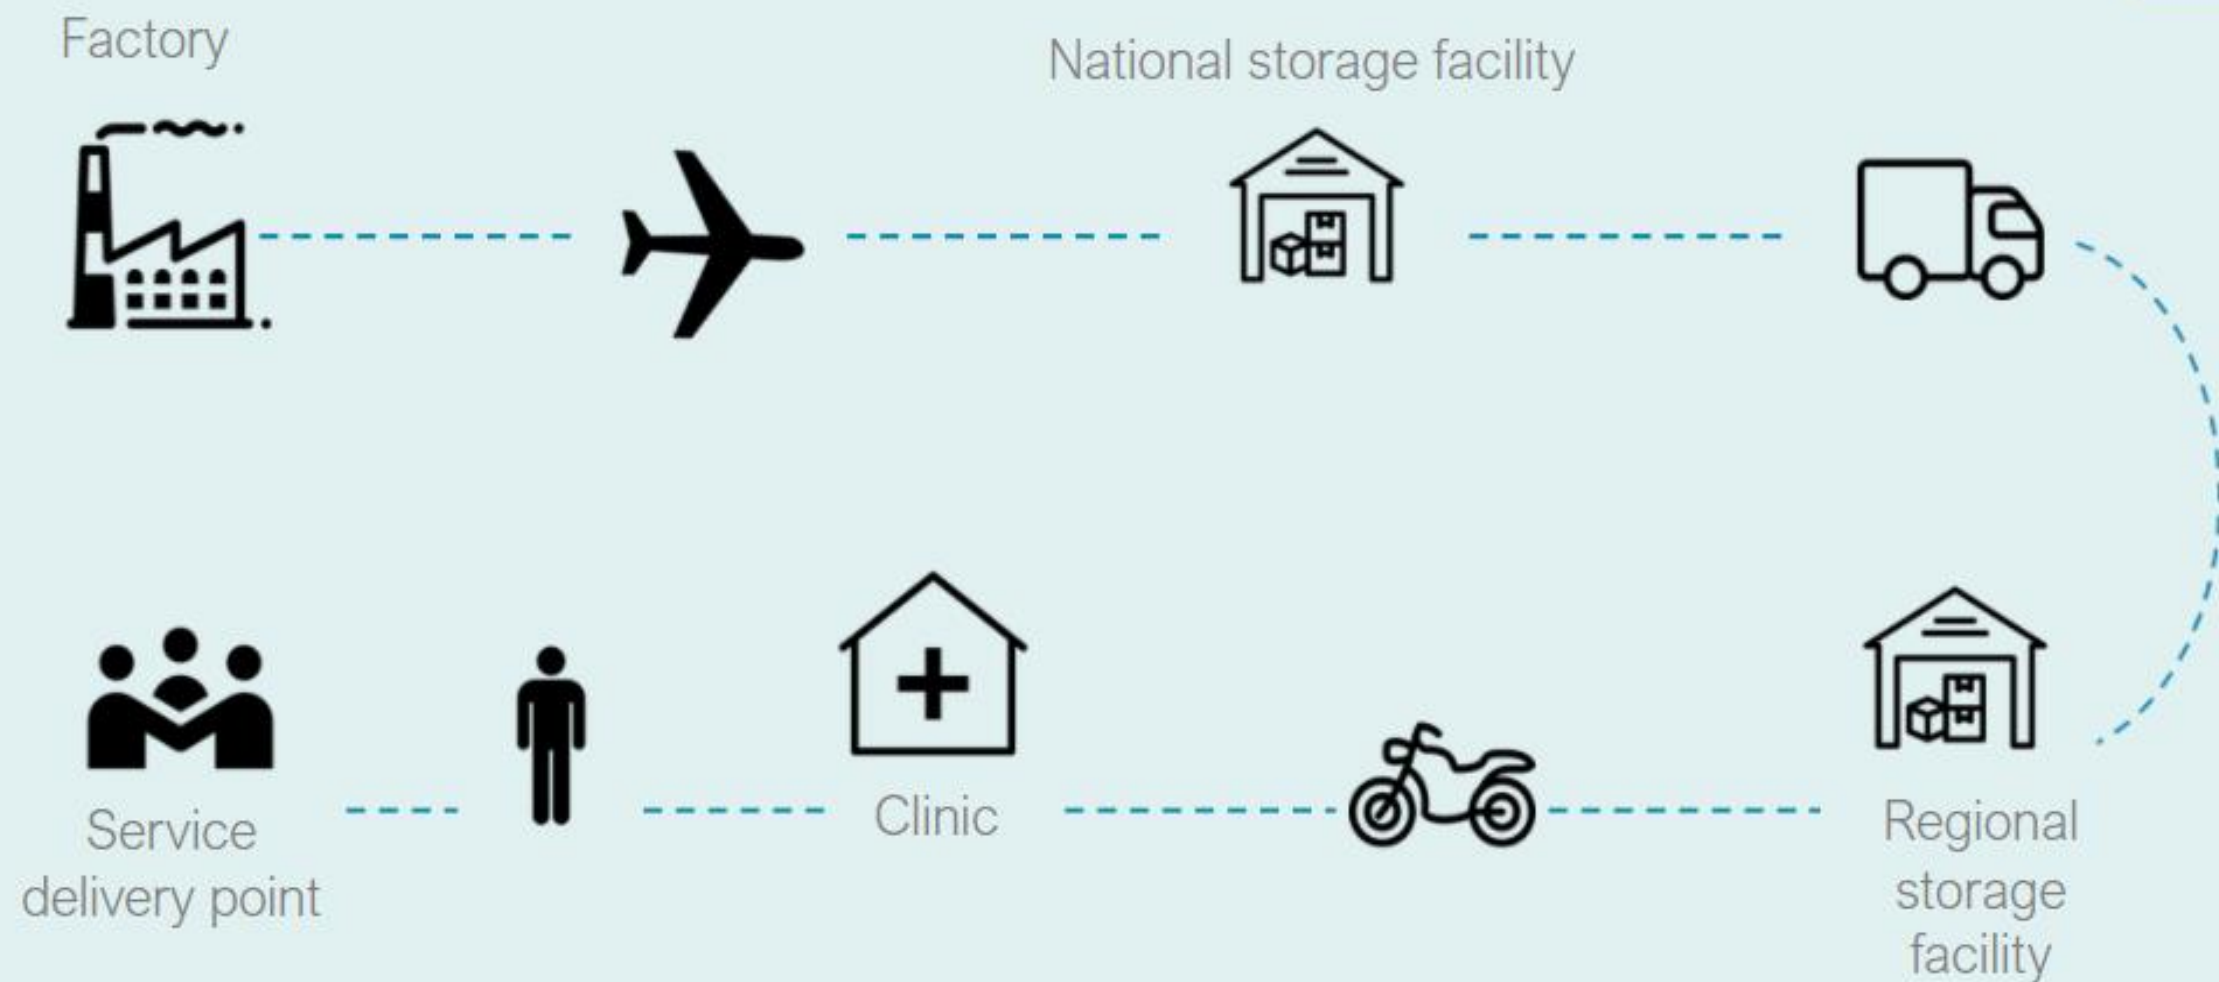 Factory
National storage facility
Service
delivery point
Clinic
Regional
storage
facility